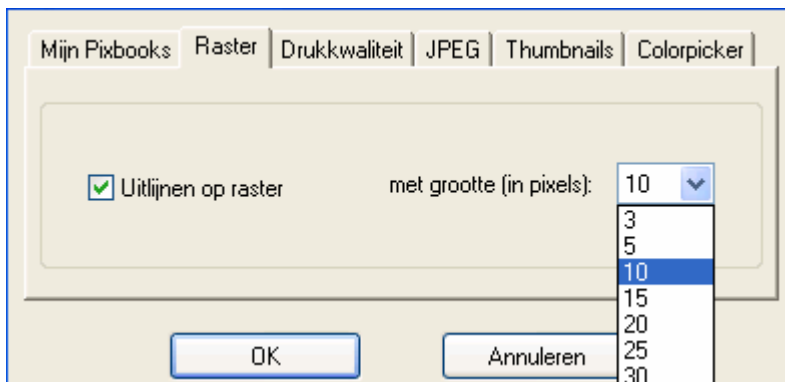 Mijn Pixbooks Raster Drukkwaliteit JPEG Thumbnails Colorpicker
Uitlijnen op raster met grootte (in pixels): 10
3
5
10
15
20
OK Annuleren 25
30